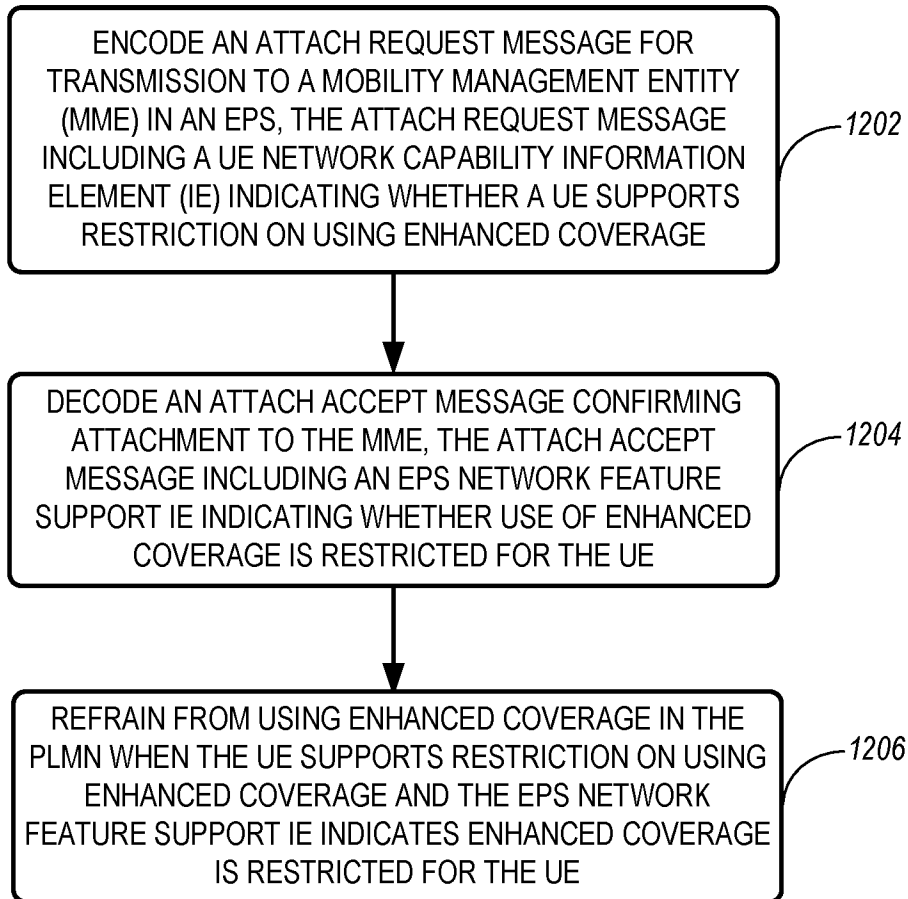 ENCODE AN ATTACH REQUEST MESSAGE FOR
TRANSMISSION TO A MOBILITY MANAGEMENT ENTITY
(MME) IN AN EPS, THE ATTACH REQUEST MESSAGE
INCLUDING A UE NETWORK CAPABILITY INFORMATION
ELEMENT (IE) INDICATING WHETHER A UE SUPPORTS
RESTRICTION ON USING ENHANCED COVERAGE
1202
DECODE AN ATTACH ACCEPT MESSAGE CONFIRMING
ATTACHMENT TO THE MME, THE ATTACH ACCEPT
MESSAGE INCLUDING AN EPS NETWORK FEATURE
SUPPORT IE INDICATING WHETHER USE OF ENHANCED
COVERAGE IS RESTRICTED FOR THE UE
1204
REFRAIN FROM USING ENHANCED COVERAGE IN THE
PLMN WHEN THE UE SUPPORTS RESTRICTION ON USING
ENHANCED COVERAGE AND THE EPS NETWORK
FEATURE SUPPORT IE INDICATES ENHANCED COVERAGE
IS RESTRICTED FOR THE UE
1206